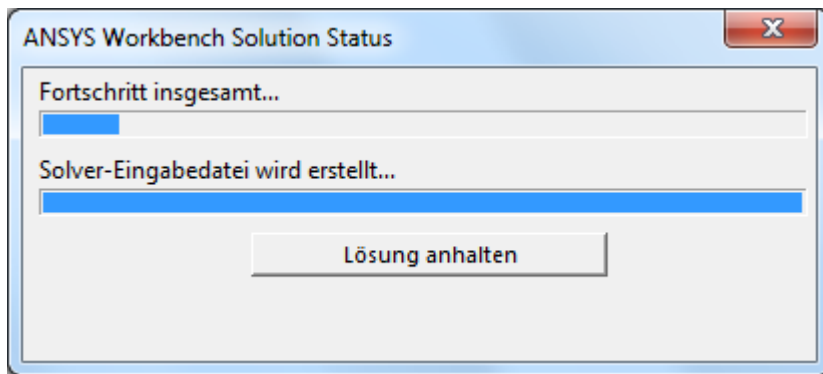 ANSYS Workbench Solution Status
Fortschritt insgesamt...
Solver-Eingabedatei wird erstellt...
Lösung anhalten